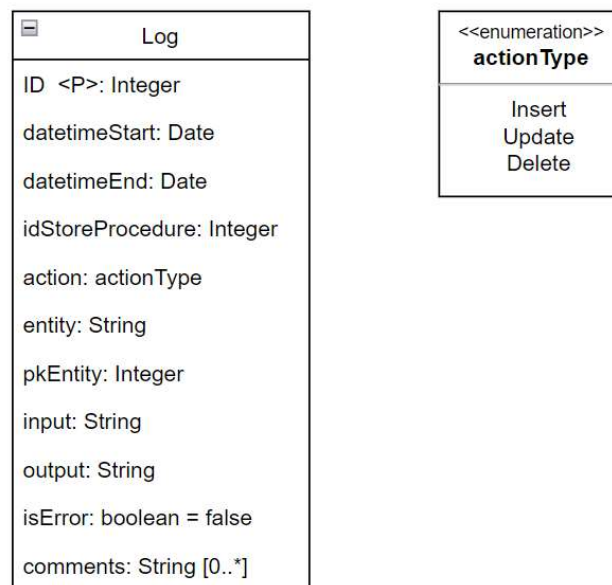 Log
ID <P>: Integer
datetimeStart: Date
datetimeEnd: Date
idStoreProcedure: Integer
action: actionType
entity: String
pkEntity: Integer
input: String
output: String
isError: boolean = false
comments: String [0..*]
<<enumeration>>
actionType
Insert
Update
Delete